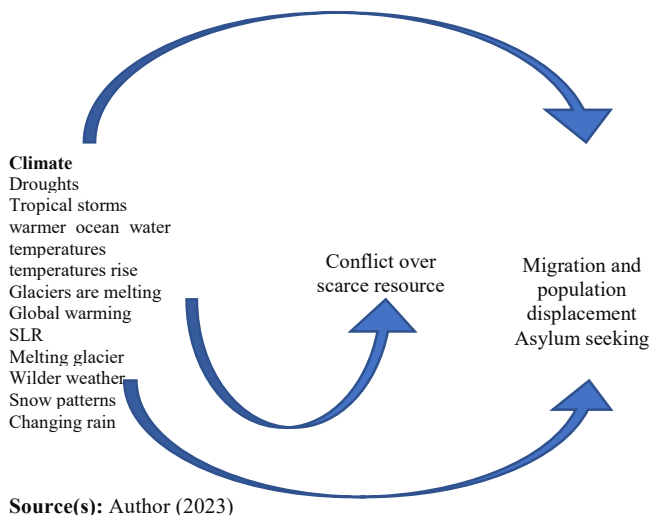 Climate
Droughts
Tropical storms
warmer ocean water
temperatures
temperatures rise
Glaciers are melting
Global warming
SLR
Melting glacier
Wilder weather
Snow patterns
Changing rain
Conflict over
scarce resource
Migration and
population
displacement
Asylum seeking
Source(s): Author (2023)